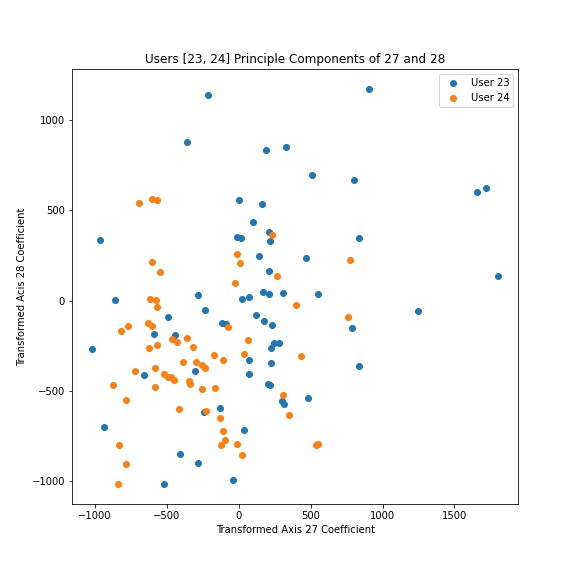 Users [23, 24] Principle Components of 27 and 28
User 23
User 24
Transformed Acis 28 Coefficient
1000
500
0
−500
−1000
−1000
−500
0
500
1000
1500
Transformed Axis 27 Coefficient